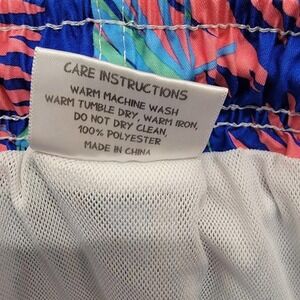 CARE INSTRUCTIONS
WARM MACHINE WASH
WARM TUMBLE DRY, WARM IRON,
DO NOT DRY CLEAN,
100% POLYESTER
MADE IN CHINA